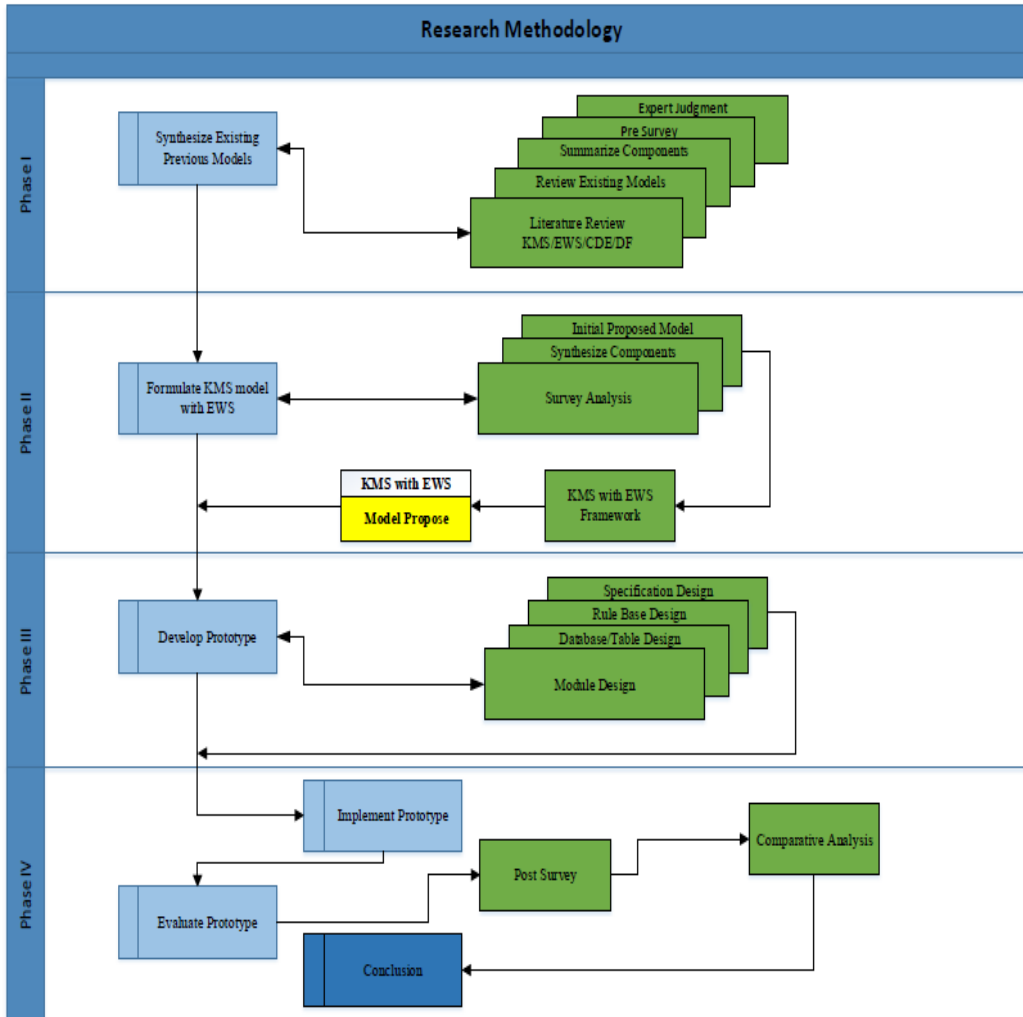 Research Methodology
Phase I
Synthesize Existing
Previous Models
Expert Judgment
Pre Survey
Summarize Components
Review Existing Models
Literature Review
KMS/EWS/CDE/DF
Phase II
Formulate KMS model
with EWS
Initial Proposed Model
Synthesize Components
Survey Analysis
KMS with EWS
Model Propose
KMS with EWS
Framework
Phase III
Develop Prototype
Specification Design
Rule Base Design
Database/Table Design
Module Design
Phase IV
Implement Prototype
Evaluate Prototype
Post Survey
Comparative Analysis
Conclusion